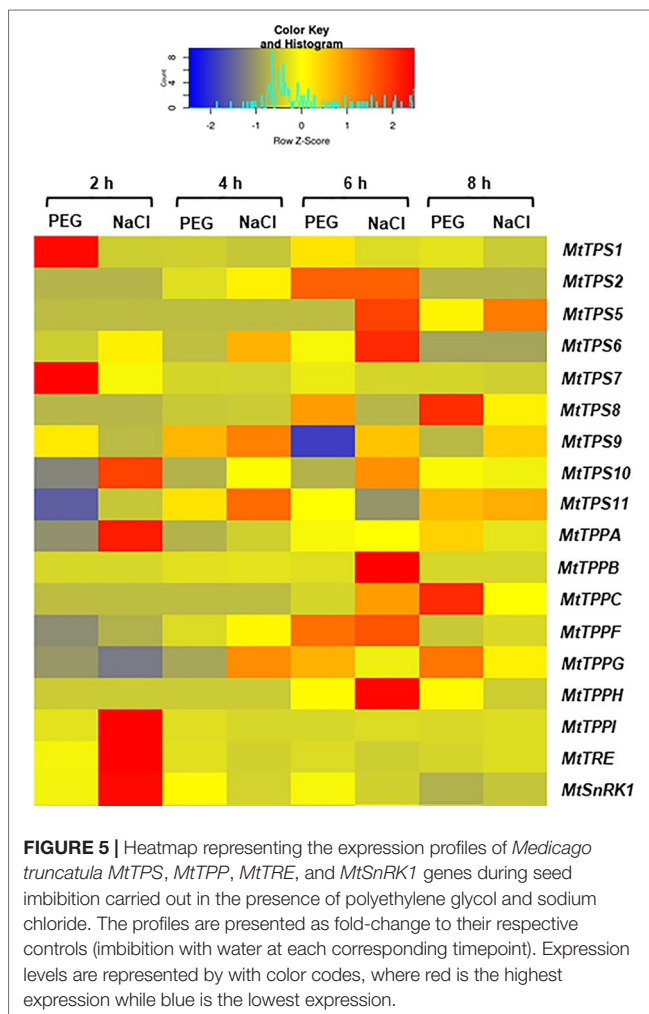 Color Key
and Histogram
Count
0 4 8
-2 -1 0 1 2
Row Z-Score
2 h 4 h 6 h 8 h
PEG NaCl PEG NaCl PEG NaCl PEG NaCl
MtTPS1
MtTPS2
MtTPS5
MtTPS6
MtTPS7
MtTPS8
MtTPS9
MtTPS10
MtTPS11
MtTPPA
MtTPPB
MtTPPC
MtTPPF
MtTPPG
MtTPPH
MtTPPI
MtTRE
MtSnRK1
FIGURE 5 | Heatmap representing the expression profiles of Medicago
truncatula MtTPS, MtTPP, MtTRE, and MtSnRK1 genes during seed
imbibition carried out in the presence of polyethylene glycol and sodium
chloride. The profiles are presented as fold-change to their respective
controls (imbibition with water at each corresponding timepoint). Expression
levels are represented by with color codes, where red is the highest
expression while blue is the lowest expression.